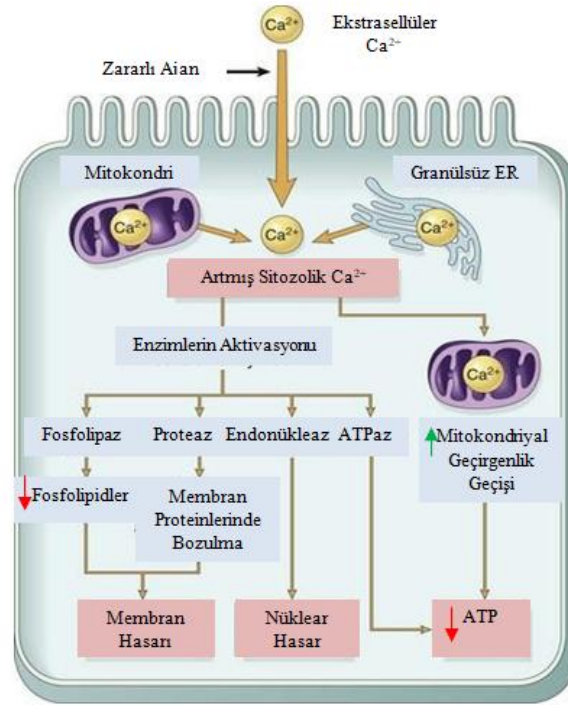 Ca²⁺
Ekstrasellüler
Ca²⁺
Zararlı Aian
Mitokondri
Granülsüz ER
Ca²⁺
Ca²⁺
Ca²⁺
Artmış Sitozolik Ca²⁺
Enzimlerin Aktivasyonu
Ca²⁺
Fosfolipaz
Proteaz
Endonükleaz
ATPaz
Mitokondriyal
Geçirgenlik
Geçişi
Fosfolipidler
Membran
Proteinlerinde
Bozulma
Membran
Hasarı
Nüklear
Hasar
ATP